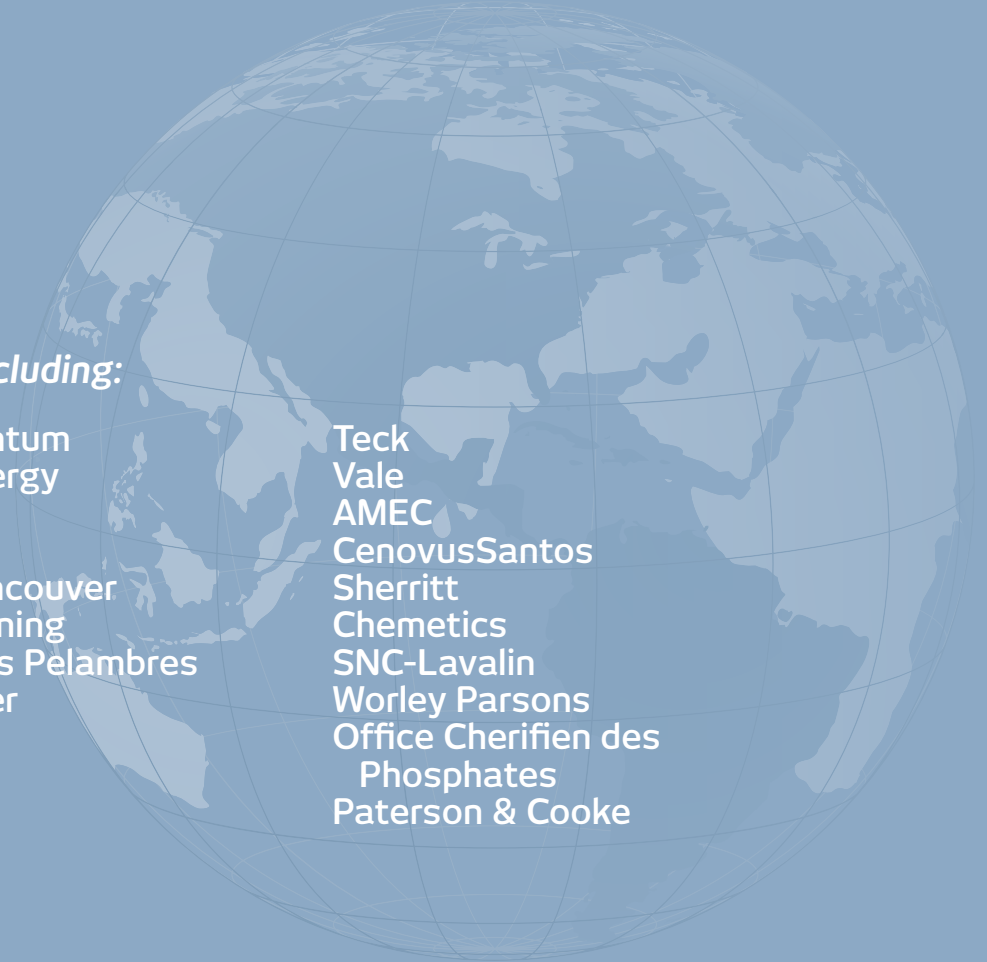 cluding:
ntum
ergy
ncouver
ning
s Pelambres
er
Teck
Vale
AMEC
CenovusSantos
Sherritt
Chemetics
SNC-Lavalin
Worley Parsons
Office Cherifien des
Phosphates
Paterson & Cooke